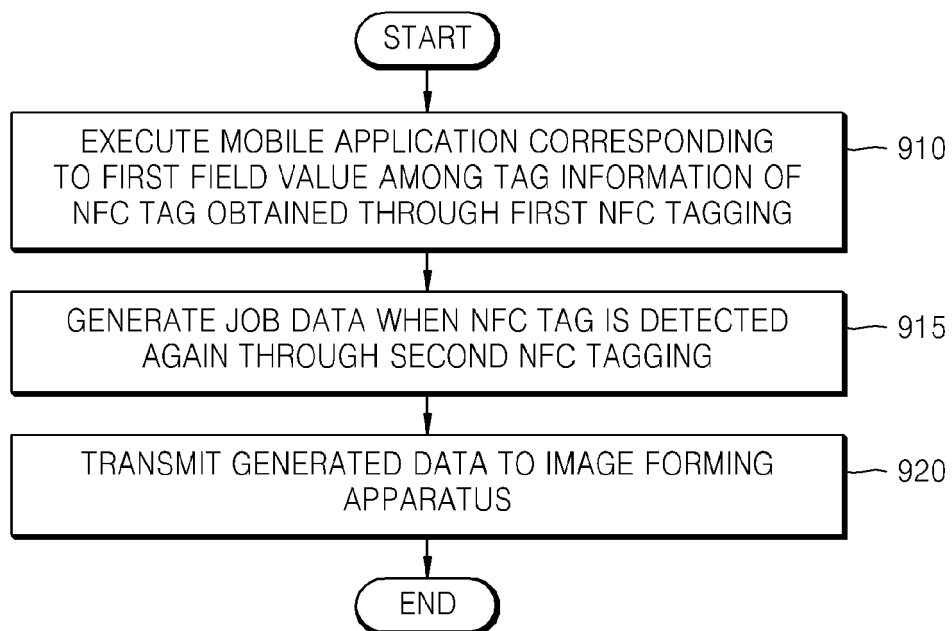 START
EXECUTE MOBILE APPLICATION CORRESPONDING
TO FIRST FIELD VALUE AMONG TAG INFORMATION OF
NFC TAG OBTAINED THROUGH FIRST NFC TAGGING
910
GENERATE JOB DATA WHEN NFC TAG IS DETECTED
AGAIN THROUGH SECOND NFC TAGGING
915
TRANSMIT GENERATED DATA TO IMAGE FORMING
APPARATUS
920
END